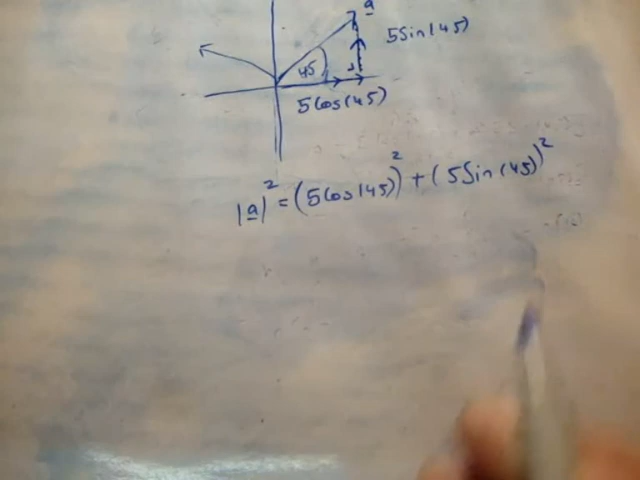 a
5Sin(45)
45
5Cos(45)
|a|² = (5Cos(45))² + (5Sin(45))²